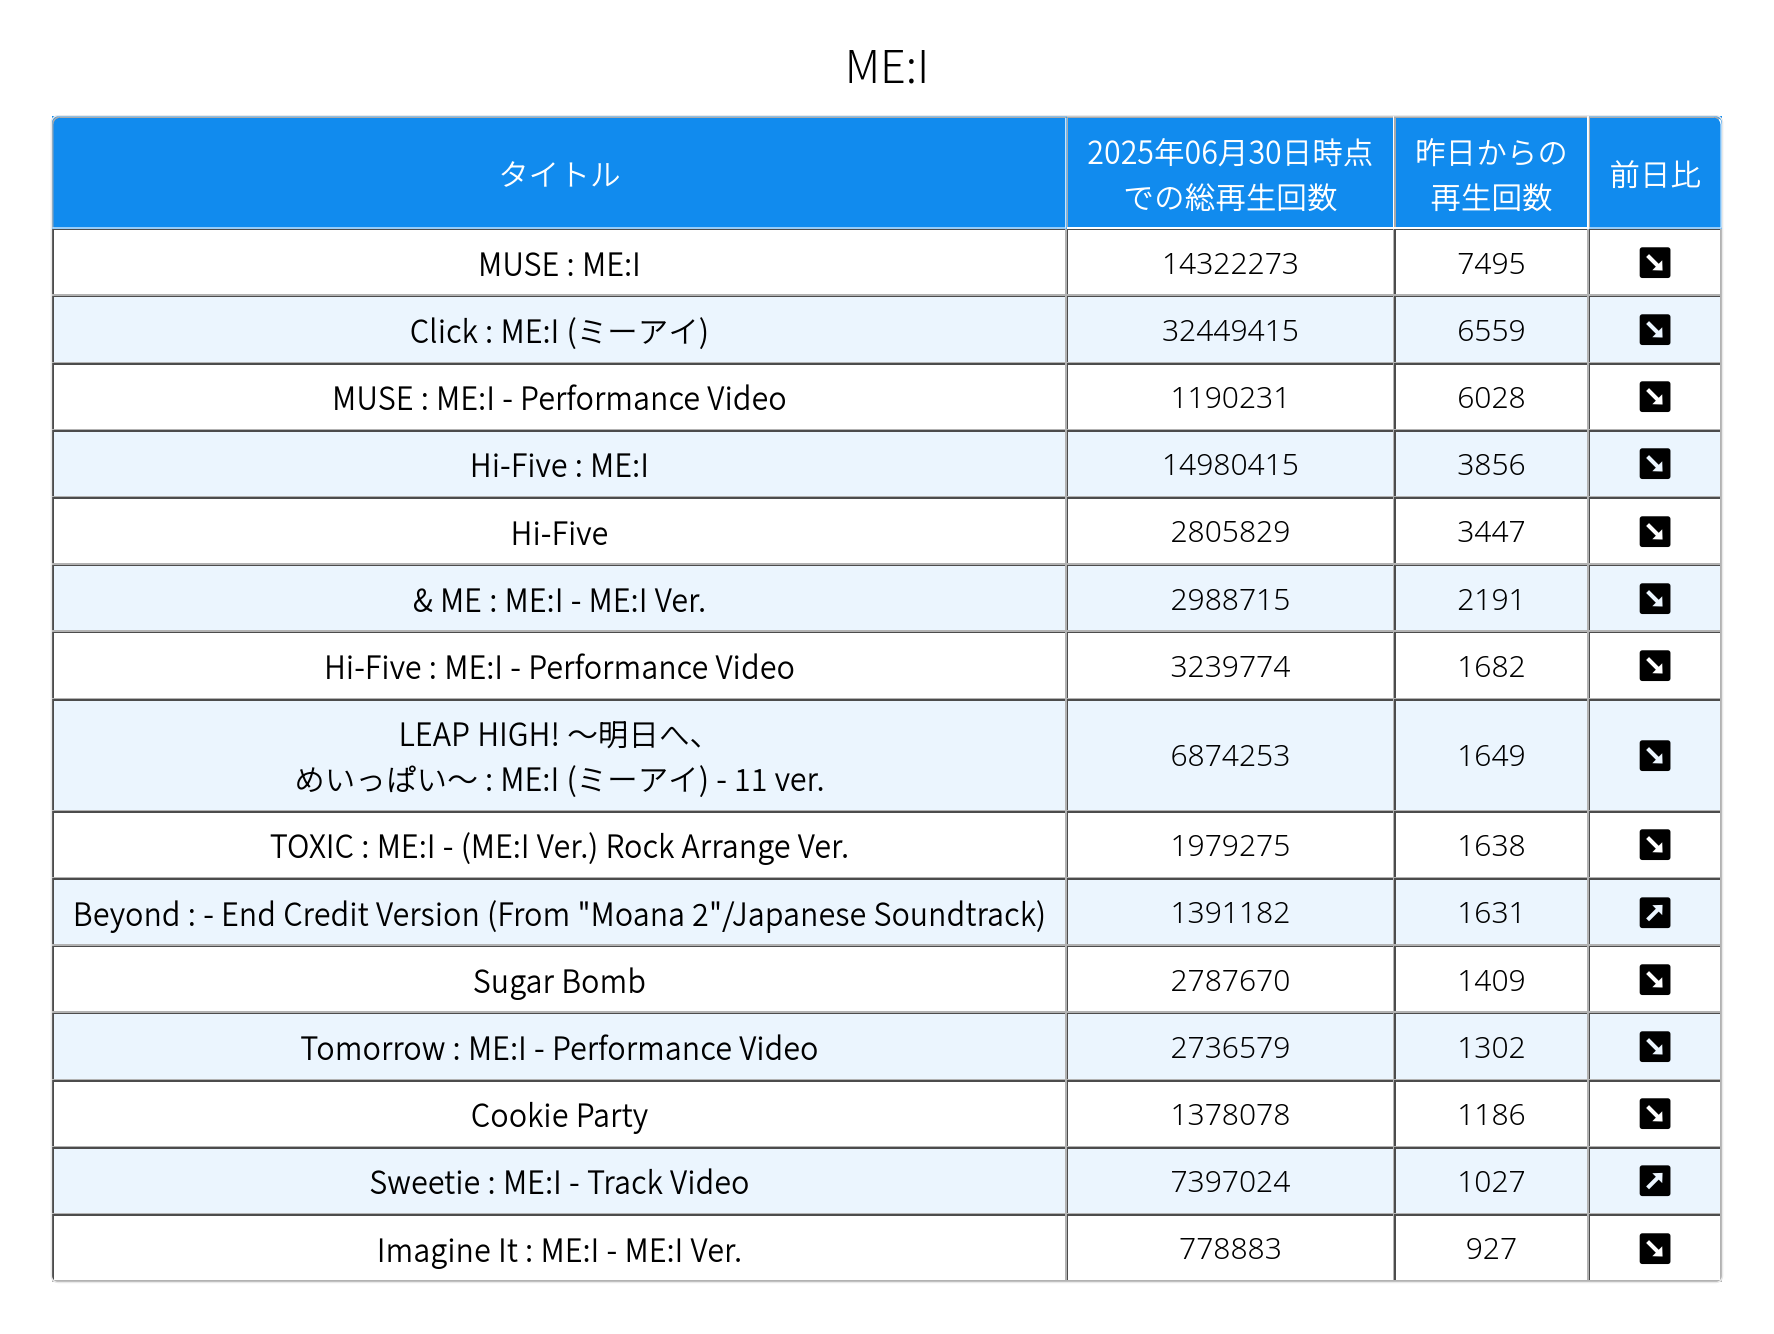 ME:I
タイトル 2025年06月30日時点 昨日からの 前日比
での総再生回数 再生回数
MUSE : ME:I 14322273 7495
Click : ME:I (ミーアイ) 32449415 6559
MUSE : ME:I - Performance Video 1190231 6028
Hi-Five : ME:I 14980415 3856
Hi-Five 2805829 3447
& ME : ME:I - ME:I Ver. 2988715 2191
Hi-Five : ME:I - Performance Video 3239774 1682
LEAP HIGH! ～明日へ、
めいっぱい～ : ME:I (ミーアイ) - 11 ver. 6874253 1649
TOXIC : ME:I - (ME:I Ver.) Rock Arrange Ver. 1979275 1638
Beyond : - End Credit Version (From "Moana 2"/Japanese Soundtrack) 1391182 1631
Sugar Bomb 2787670 1409
Tomorrow : ME:I - Performance Video 2736579 1302
Cookie Party 1378078 1186
Sweetie : ME:I - Track Video 7397024 1027
Imagine It : ME:I - ME:I Ver. 778883 927